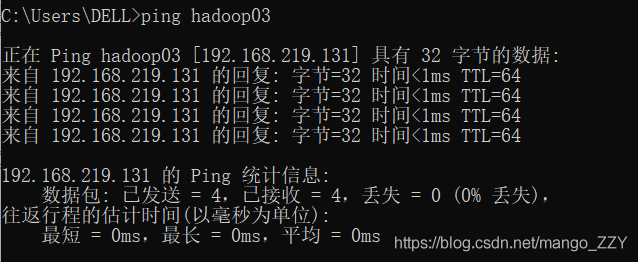 C:\Users\DELL>ping hadoop03
正在 Ping hadoop03 [192.168.219.131] 具有 32 字节的数据:
来自 192.168.219.131 的回复: 字节=32 时间<1ms TTL=64
来自 192.168.219.131 的回复: 字节=32 时间<1ms TTL=64
来自 192.168.219.131 的回复: 字节=32 时间<1ms TTL=64
来自 192.168.219.131 的回复: 字节=32 时间<1ms TTL=64
192.168.219.131 的 Ping 统计信息:
数据包: 已发送 = 4，已接收 = 4，丢失 = 0 (0% 丢失)，
往返行程的估计时间(以毫秒为单位):
最短 = 0ms，最长 = 0ms，平均 = 0ms
https://blog.csdn.net/mango_ZZY